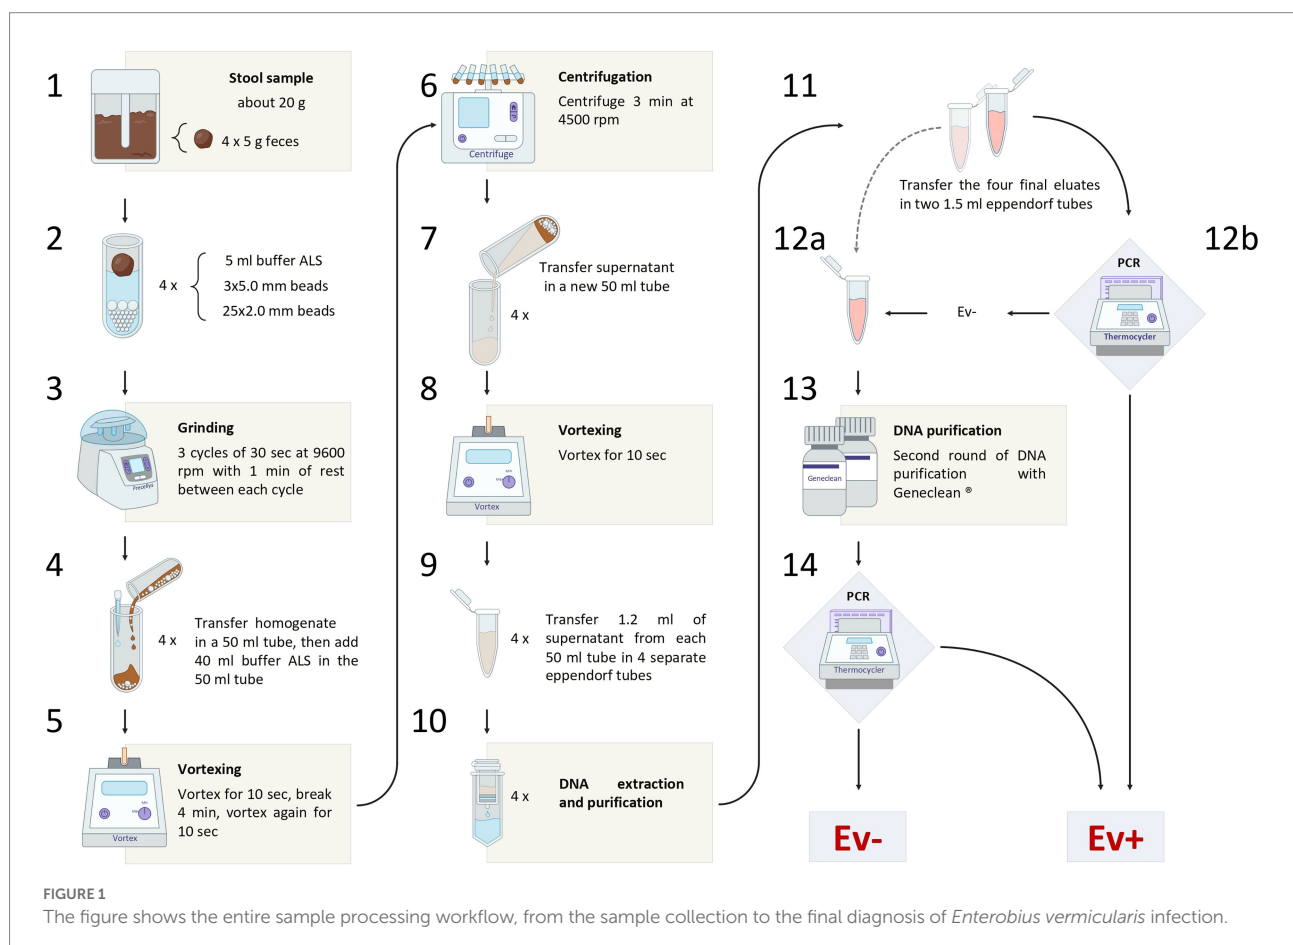 1
Stool sample
about 20 g
4 x 5 g feces
2
4 x
5 ml buffer ALS
3x5.0 mm beads
25x2.0 mm beads
3
Precellys
Grinding
3 cycles of 30 sec at 9600
rpm with 1 min of rest
between each cycle
4
4 x
Transfer homogenate
in a 50 ml tube, then add
40 ml buffer ALS in the
50 ml tube
5
Vortex
Vortexing
Vortex for 10 sec, break
4 min, vortex again for
10 sec
6
Centrifuge
Centrifugation
Centrifuge 3 min at
4500 rpm
7
Transfer supernatant
in a new 50 ml tube
4 x
8
Min
Vortex
Vortexing
Vortex for 10 sec
9
4 x
Transfer 1.2 ml of
supernatant from each
50 ml tube in 4 separate
eppendorf tubes
10
4 x
DNA extraction
and purification
11
Transfer the four final eluates
in two 1.5 ml eppendorf tubes
12a
12b
PCR
Thermocycler
Ev-
13
Geneclean
DNA purification
Second round of DNA
purification with
Geneclean ®
14
PCR
Thermocycler
Ev-
Ev+
FIGURE 1
The figure shows the entire sample processing workflow, from the sample collection to the final diagnosis of Enterobius vermicularis infection.